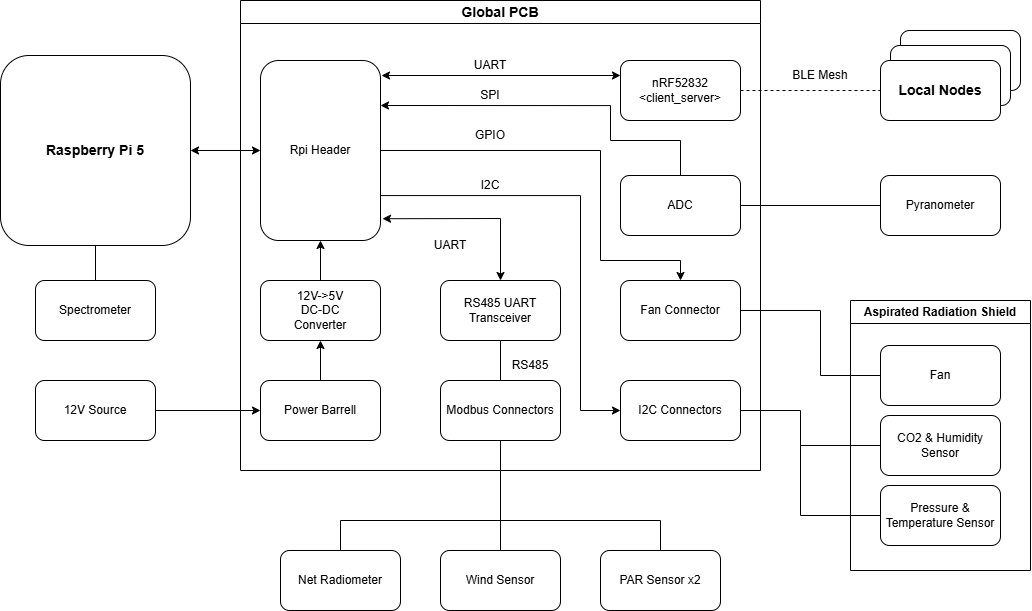 Global PCB
UART
nRF52832
<client_server>
BLE Mesh
Local Nodes
SPI
Raspberry Pi 5
Rpi Header
GPIO
I2C
ADC
Pyranometer
UART
Spectrometer
12V->5V
DC-DC
Converter
RS485 UART
Transceiver
Fan Connector
Aspirated Radiation Shield
RS485
Fan
12V Source
Power Barrell
Modbus Connectors
I2C Connectors
CO2 & Humidity
Sensor
Pressure &
Temperature Sensor
Net Radiometer
Wind Sensor
PAR Sensor x2